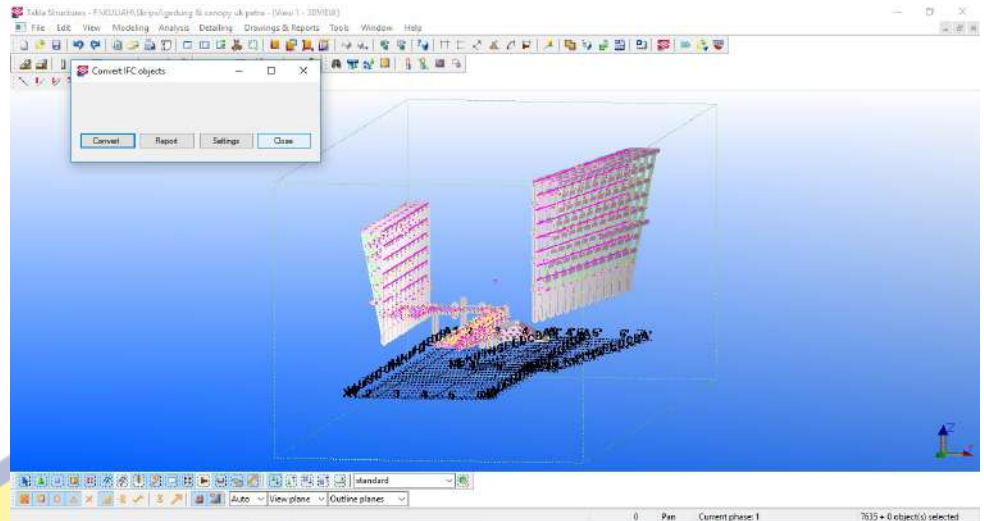 Tekla Structures - F:\KULIAH\Skripsi\gedung & canopy uk petra - [View 1 - 3DVIEW]
File Edit View Modeling Analysis Detailing Drawings & Reports Tools Window Help
Convert IFC objects
Convert Report Settings Close
Z
standard
Auto View plane Outline planes
0 Pan Current phase: 1 7635 + 0 object(s) selected